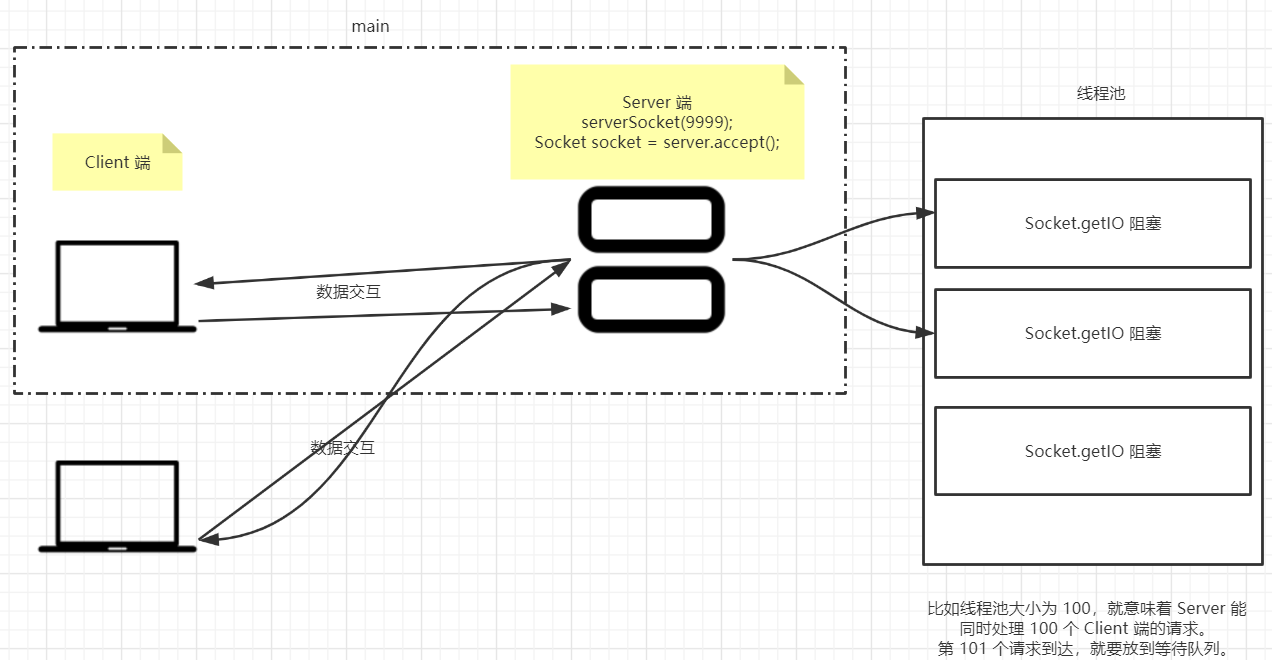 main
Server 端
serverSocket(9999);
Socket socket = server.accept();
Client 端
数据交互
数据交互
线程池
Socket.getIO 阻塞
Socket.getIO 阻塞
Socket.getIO 阻塞
比如线程池大小为 100，就意味着 Server 能
同时处理 100 个 Client 端的请求。
第 101 个请求到达，就要放到等待队列。